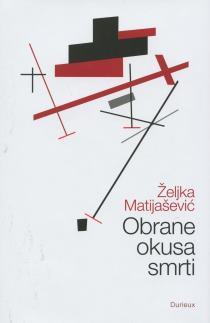 Željka
Matijašević
Obrane
okusa
smrti
Durieux